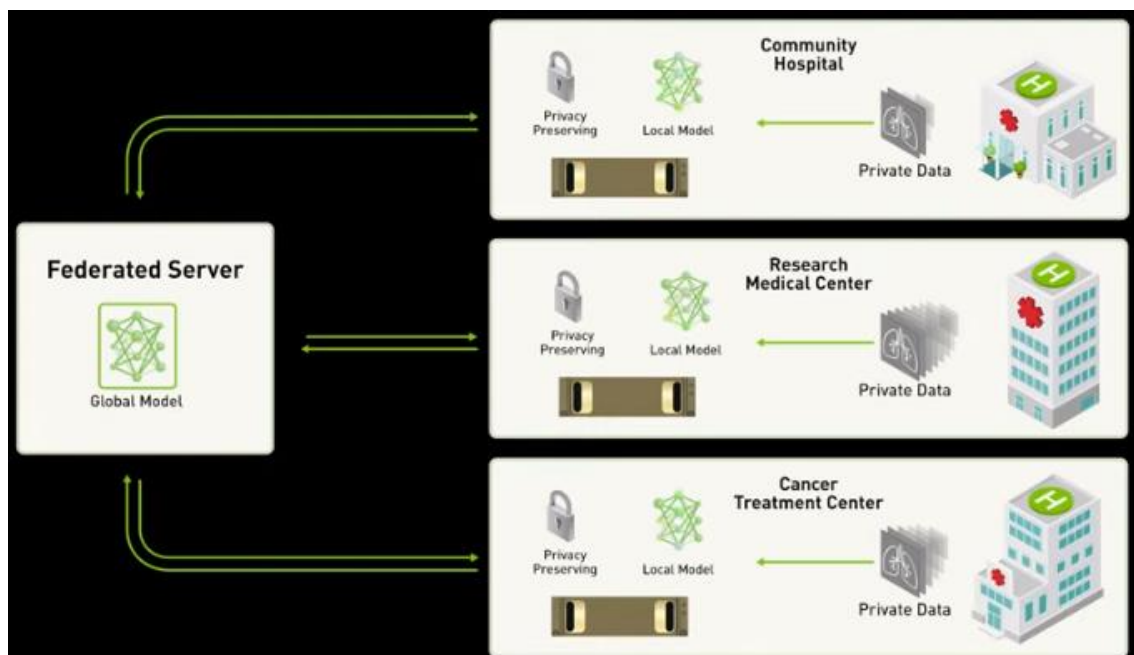 Federated Server
Global Model
Community
Hospital
Privacy
Preserving
Local Model
Private Data
H
Research
Medical Center
Privacy
Preserving
Local Model
Private Data
H
Cancer
Treatment Center
Privacy
Preserving
Local Model
Private Data
H